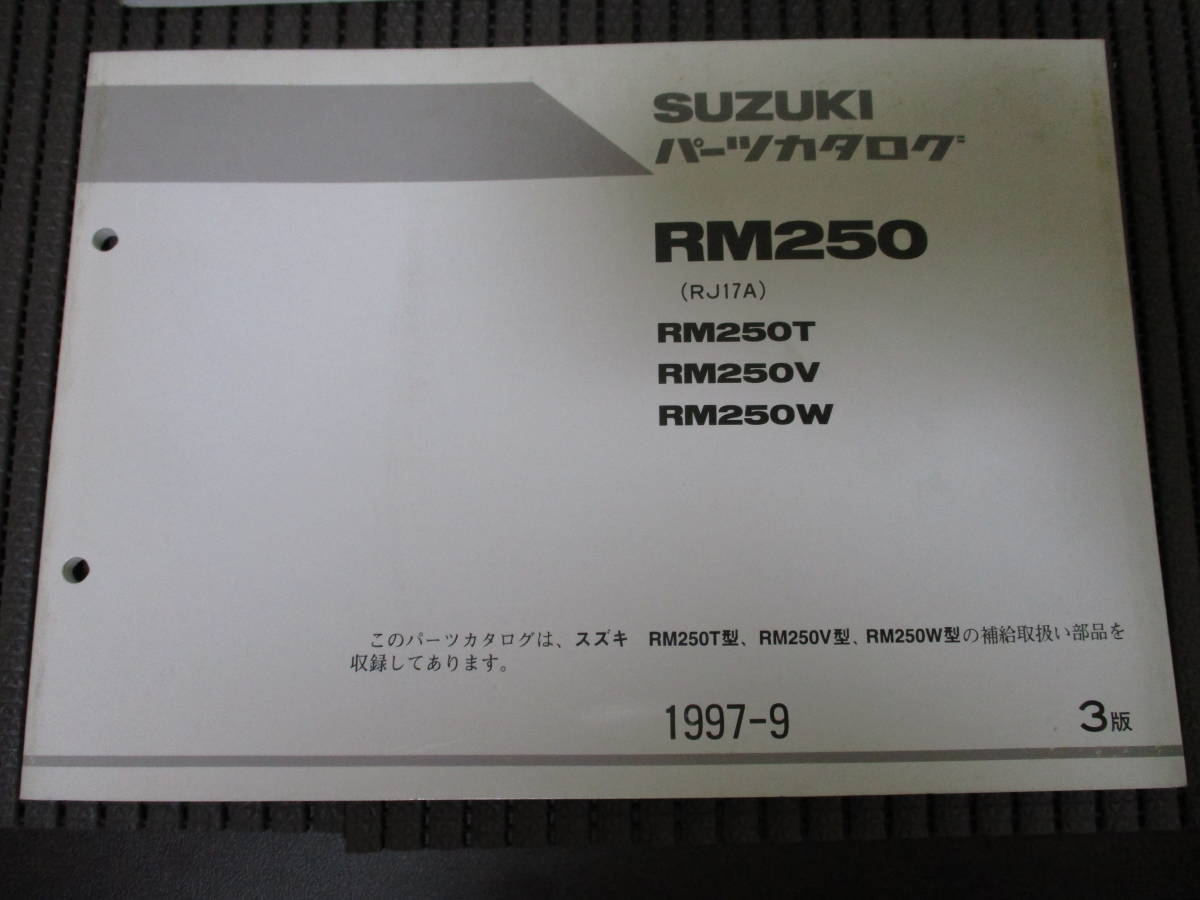 SUZUKI
パーツカタログ
RM250
(RJ17A)
RM250T
RM250V
RM250W
このパーツカタログは、スズキ　RM250T型、RM250V型、RM250W型の補給取扱い部品を
収録してあります。
1997-9　3版